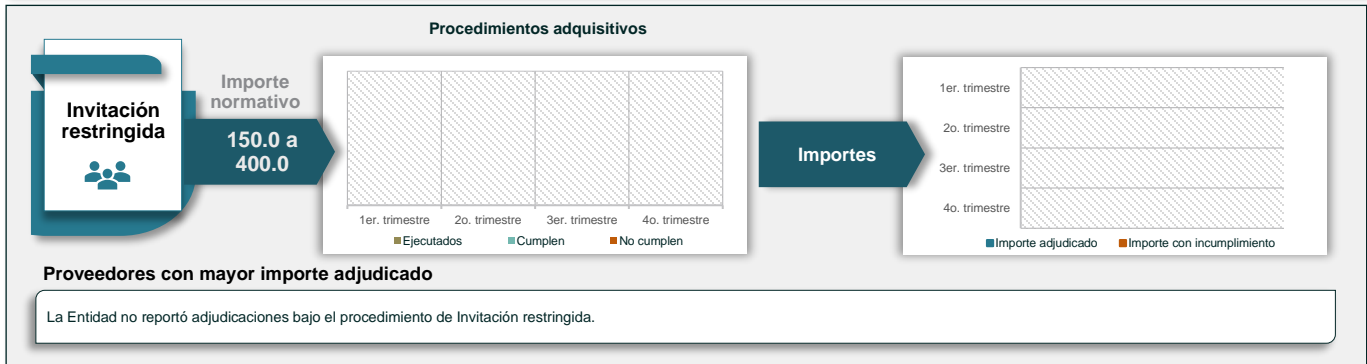 Procedimientos adquisitivos
Invitación
restringida
Importe
normativo
150.0 a
400.0
1er. trimestre
2o. trimestre
3er. trimestre
4o. trimestre
Ejecutados
Cumplen
No cumplen
Importes
1er. trimestre
2o. trimestre
3er. trimestre
4o. trimestre
Importe adjudicado
Importe con incumplimiento
Proveedores con mayor importe adjudicado
La Entidad no reportó adjudicaciones bajo el procedimiento de Invitación restringida.